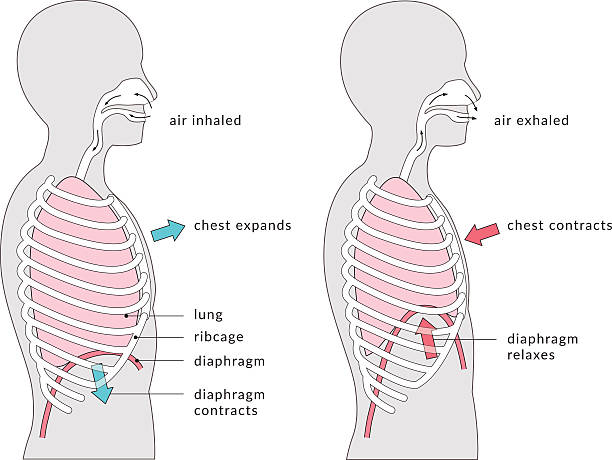 air inhaled
chest expands
lung
ribcage
diaphragm
diaphragm
contracts
air exhaled
chest contracts
diaphragm
relaxes